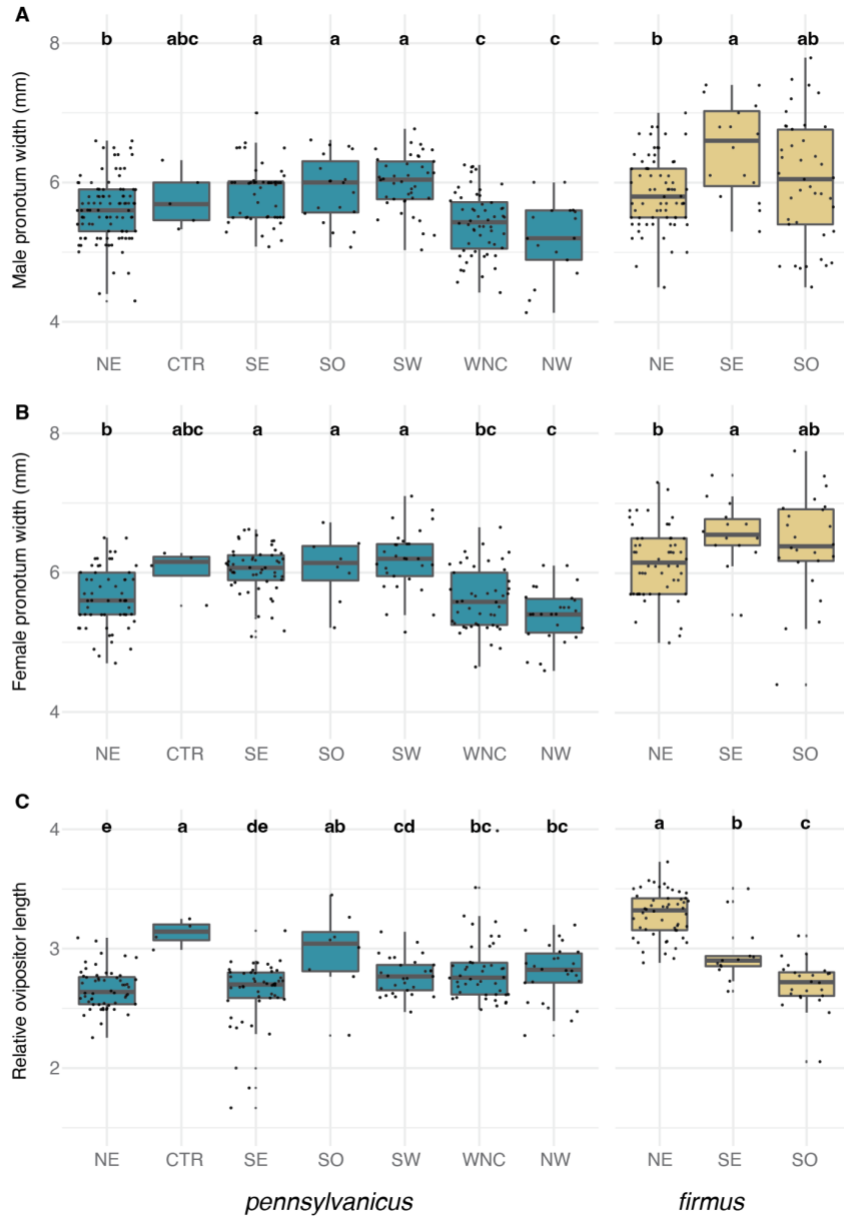 A
Male pronotum width (mm)
8
6
4
b abc a a a c c b a ab
NE CTR SE SO SW WNC NW NE SE SO
B
Female pronotum width (mm)
8
6
4
b abc a a a bc c b a ab
NE CTR SE SO SW WNC NW NE SE SO
C
Relative ovipositor length
4
3
2
e a de ab cd bc bc a b c
NE CTR SE SO SW WNC NW NE SE SO
pennsylvanicus firmus